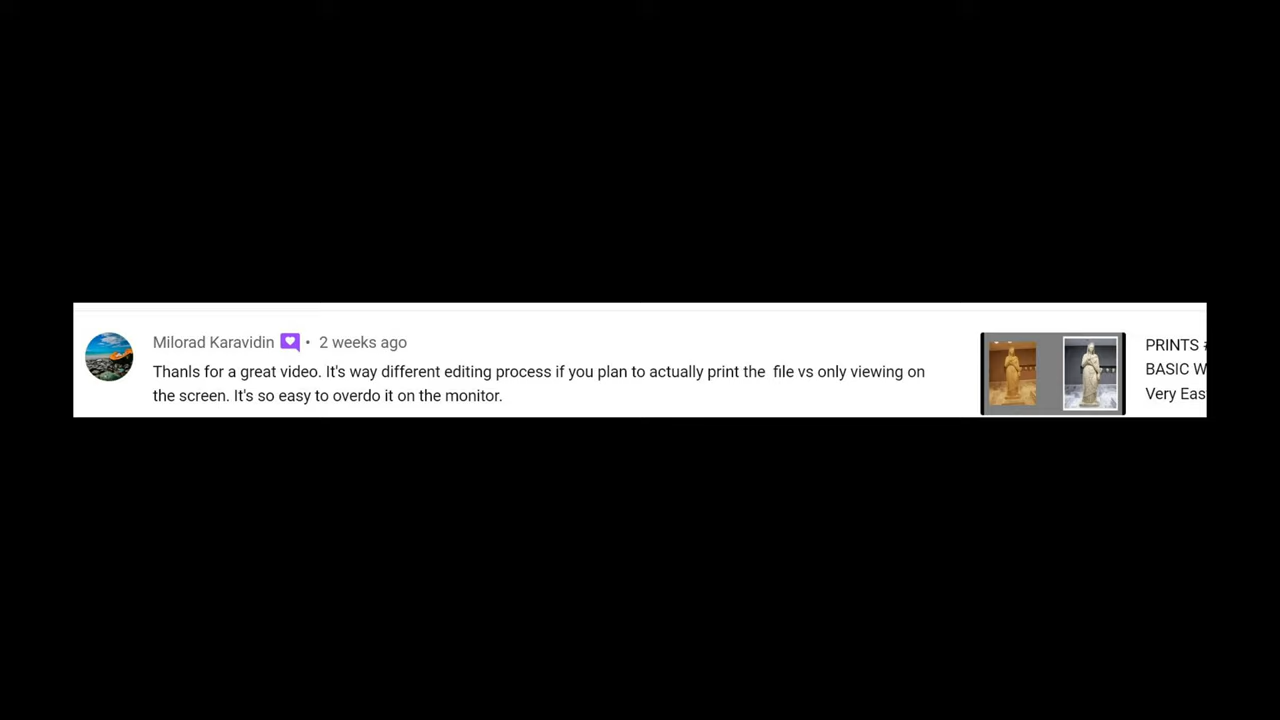 Milorad Karavidin • 2 weeks ago
Thanls for a great video. It's way different editing process if you plan to actually print the  file vs only viewing on
the screen. It's so easy to overdo it on the monitor.
PRINTS
BASIC W
Very Eas